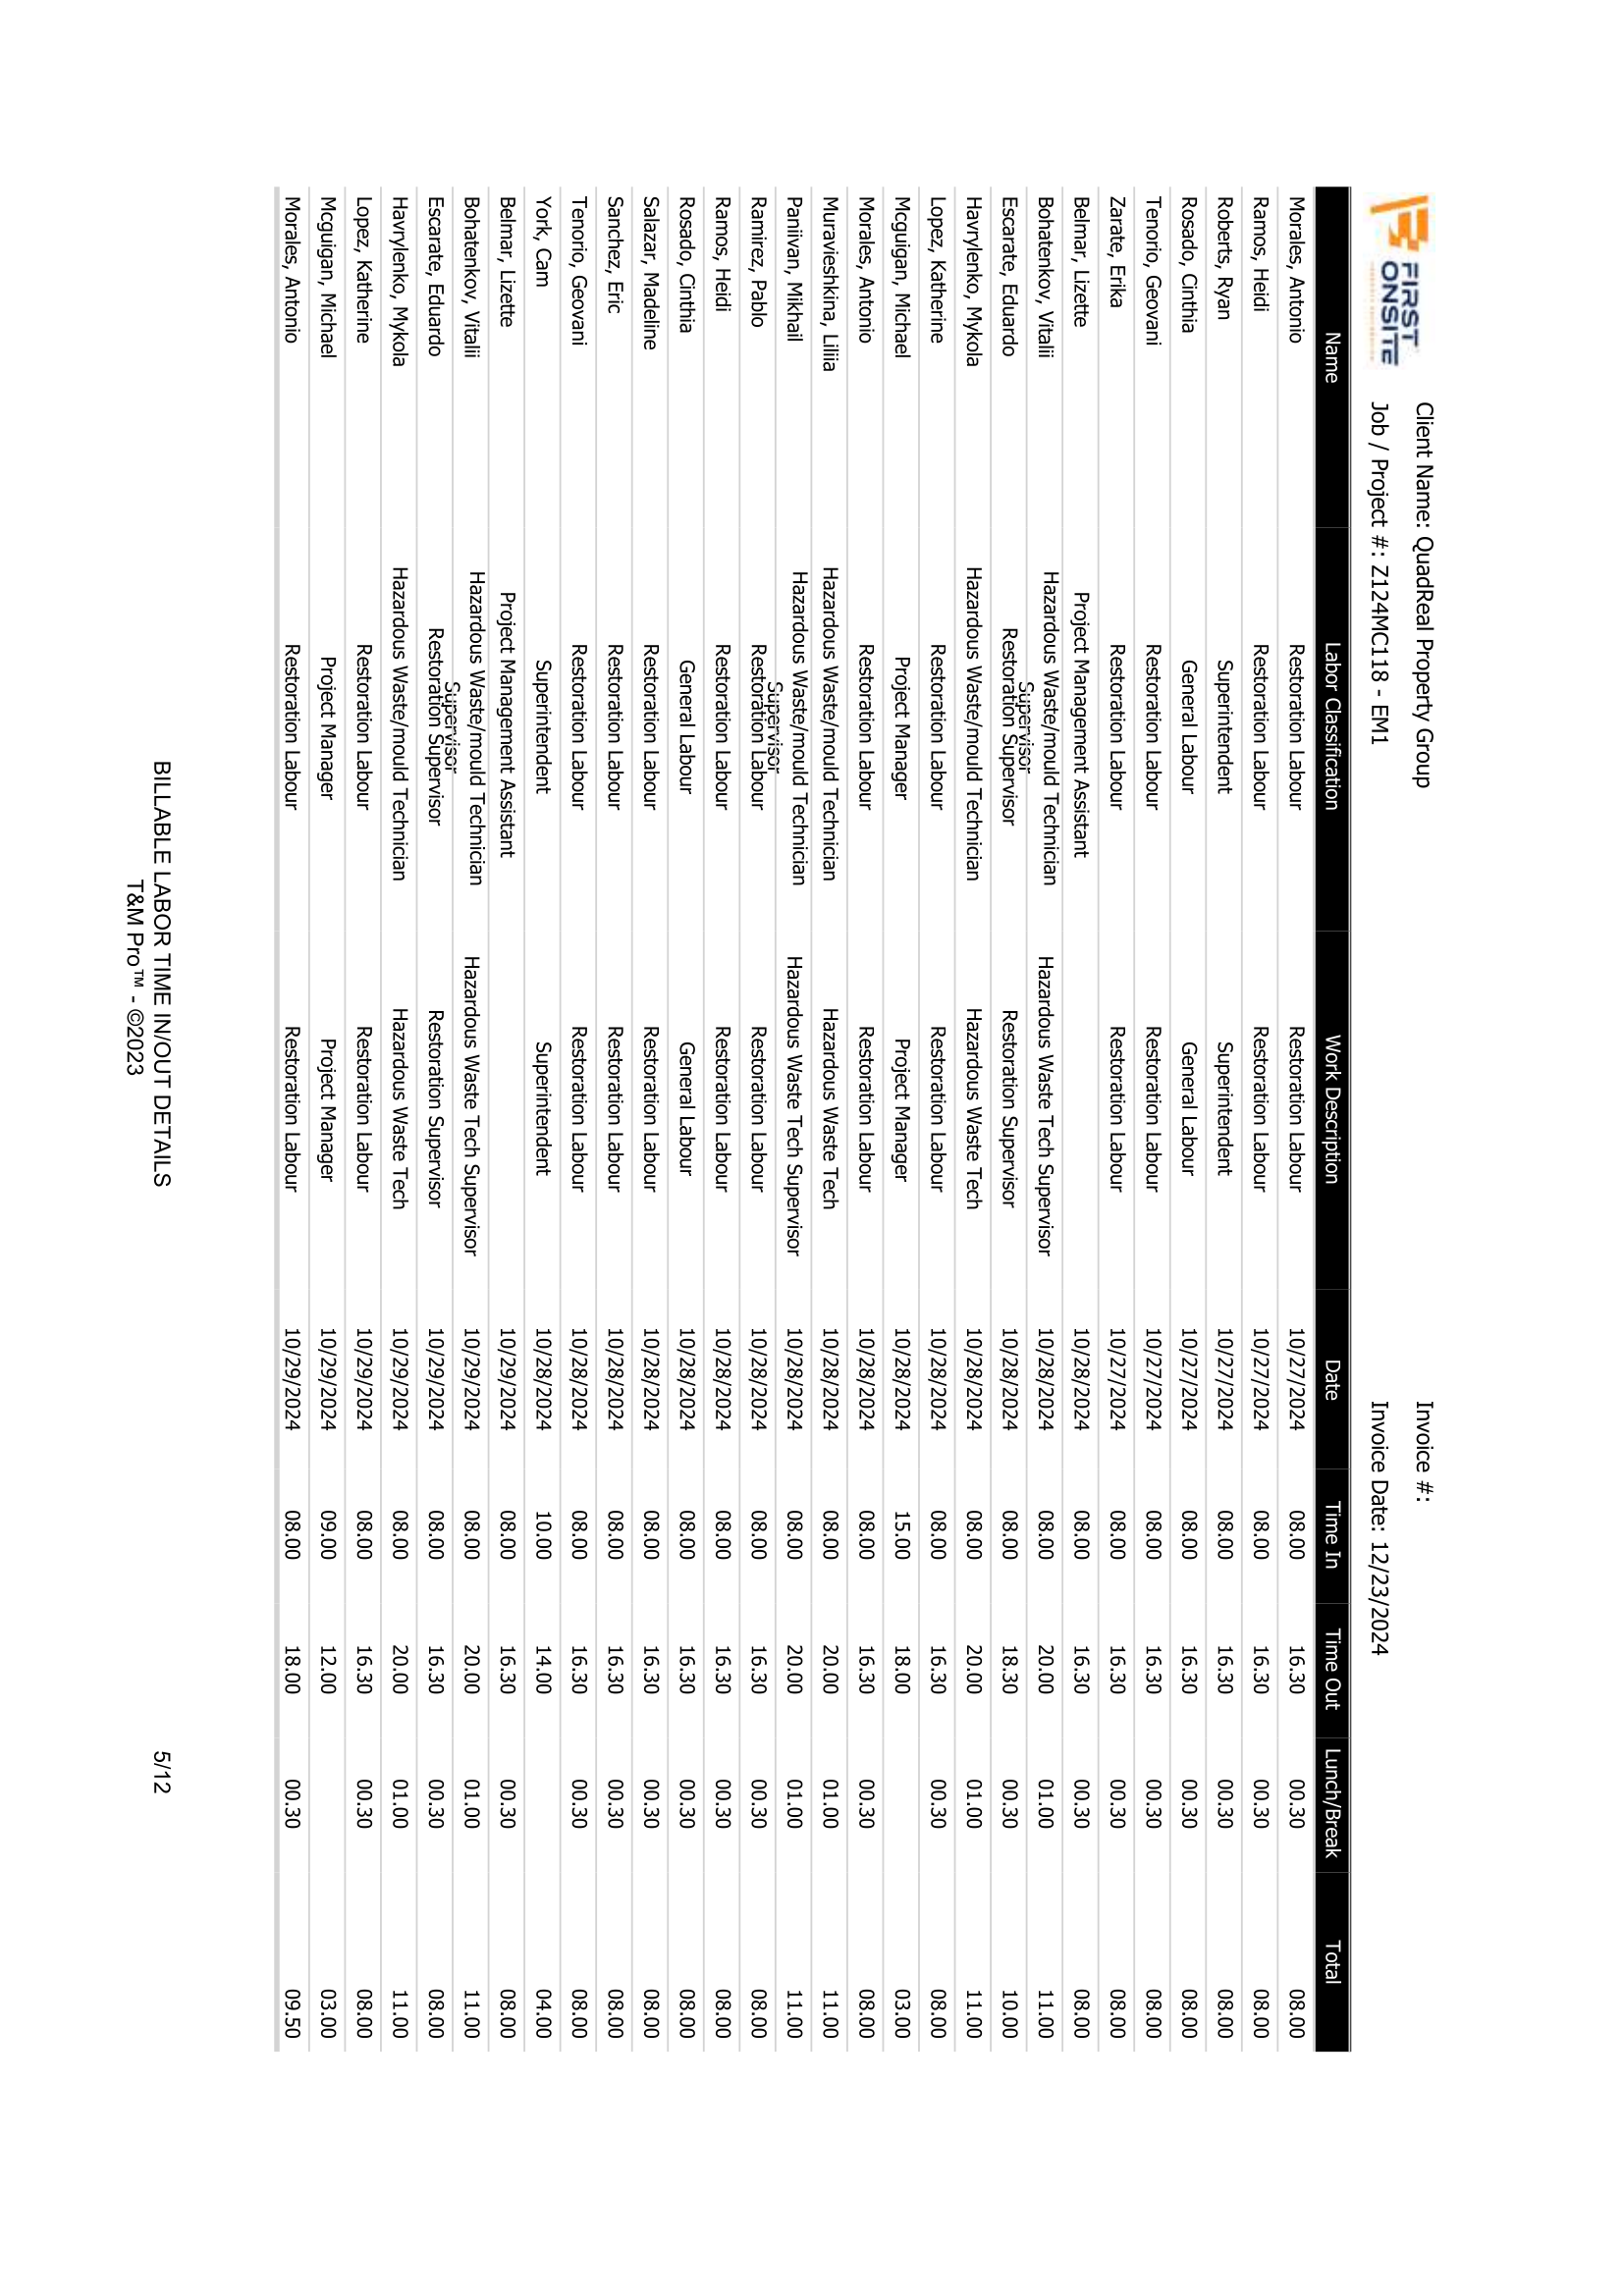 FIRST
ONSITE
Client Name: QuadReal Property Group Invoice #:
Job / Project #: Z124MC118 - EM1 Invoice Date: 12/23/2024
Name Labor Classification Work Description Date Time In Time Out Lunch/Break Total
Morales, Antonio Restoration Labour Restoration Labour 10/27/2024 08.00 16.30 00.30 08.00
Ramos, Heidi Restoration Labour Restoration Labour 10/27/2024 08.00 16.30 00.30 08.00
Roberts, Ryan Superintendent Superintendent 10/27/2024 08.00 16.30 00.30 08.00
Rosado, Cinthia General Labour General Labour 10/27/2024 08.00 16.30 00.30 08.00
Tenorio, Geovani Restoration Labour Restoration Labour 10/27/2024 08.00 16.30 00.30 08.00
Zarate, Erika Restoration Labour Restoration Labour 10/27/2024 08.00 16.30 00.30 08.00
Belmar, Lizette Project Management Assistant 10/28/2024 08.00 16.30 00.30 08.00
Bohatenkov, Vitalii Hazardous Waste/mould Technician Hazardous Waste Tech Supervisor 10/28/2024 08.00 20.00 01.00 11.00
Supervisor
Escarate, Eduardo Restoration Supervisor Restoration Supervisor 10/28/2024 08.00 18.30 00.30 10.00
Havrylenko, Mykola Hazardous Waste/mould Technician Hazardous Waste Tech 10/28/2024 08.00 20.00 01.00 11.00
Lopez, Katherine Restoration Labour Restoration Labour 10/28/2024 08.00 16.30 00.30 08.00
Mcguigan, Michael Project Manager Project Manager 10/28/2024 15.00 18.00 03.00
Morales, Antonio Restoration Labour Restoration Labour 10/28/2024 08.00 16.30 00.30 08.00
Muravieshkina, Liliia Hazardous Waste/mould Technician Hazardous Waste Tech 10/28/2024 08.00 20.00 01.00 11.00
Paniivan, Mikhail Hazardous Waste/mould Technician Hazardous Waste Tech Supervisor 10/28/2024 08.00 20.00 01.00 11.00
Supervisor
Ramirez, Pablo Restoration Labour Restoration Labour 10/28/2024 08.00 16.30 00.30 08.00
Ramos, Heidi Restoration Labour Restoration Labour 10/28/2024 08.00 16.30 00.30 08.00
Rosado, Cinthia General Labour General Labour 10/28/2024 08.00 16.30 00.30 08.00
Salazar, Madeline Restoration Labour Restoration Labour 10/28/2024 08.00 16.30 00.30 08.00
Sanchez, Eric Restoration Labour Restoration Labour 10/28/2024 08.00 16.30 00.30 08.00
Tenorio, Geovani Restoration Labour Restoration Labour 10/28/2024 08.00 16.30 00.30 08.00
York, Cam Superintendent Superintendent 10/28/2024 10.00 14.00 04.00
Belmar, Lizette Project Management Assistant 10/29/2024 08.00 16.30 00.30 08.00
Bohatenkov, Vitalii Hazardous Waste/mould Technician Hazardous Waste Tech Supervisor 10/29/2024 08.00 20.00 01.00 11.00
Supervisor
Escarate, Eduardo Restoration Supervisor Restoration Supervisor 10/29/2024 08.00 16.30 00.30 08.00
Havrylenko, Mykola Hazardous Waste/mould Technician Hazardous Waste Tech 10/29/2024 08.00 20.00 01.00 11.00
Lopez, Katherine Restoration Labour Restoration Labour 10/29/2024 08.00 16.30 00.30 08.00
Mcguigan, Michael Project Manager Project Manager 10/29/2024 09.00 12.00 03.00
Morales, Antonio Restoration Labour Restoration Labour 10/29/2024 08.00 18.00 00.30 09.50
BILLABLE LABOR TIME IN/OUT DETAILS 5/12
T&M Pro™ - ©2023